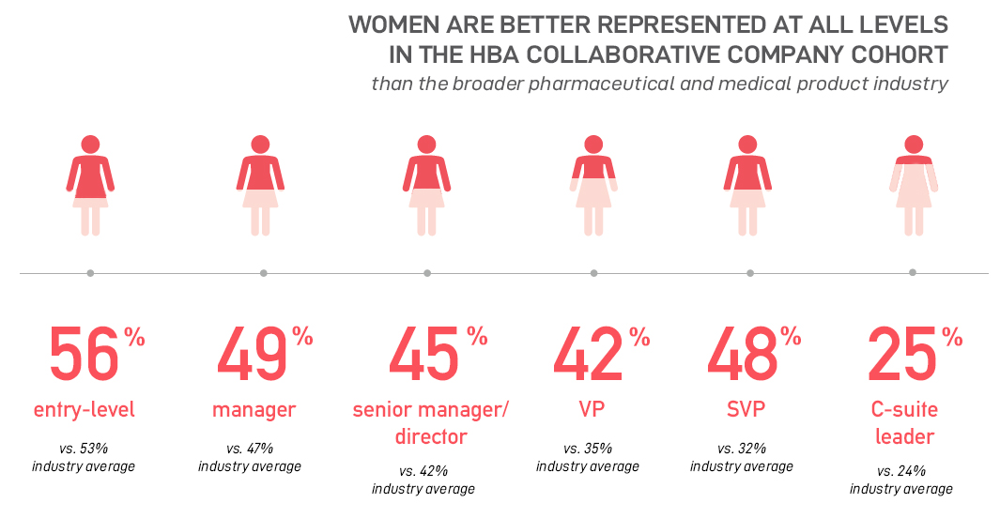 WOMEN ARE BETTER REPRESENTED AT ALL LEVELS
IN THE HBA COLLABORATIVE COMPANY COHORT
than the broader pharmaceutical and medical product industry
56%
entry-level
vs. 53%
industry average
49%
manager
vs. 47%
industry average
45%
senior manager/
director
vs. 42%
industry average
42%
VP
vs. 35%
industry average
48%
SVP
vs. 32%
industry average
25%
C-suite
leader
vs. 24%
industry average